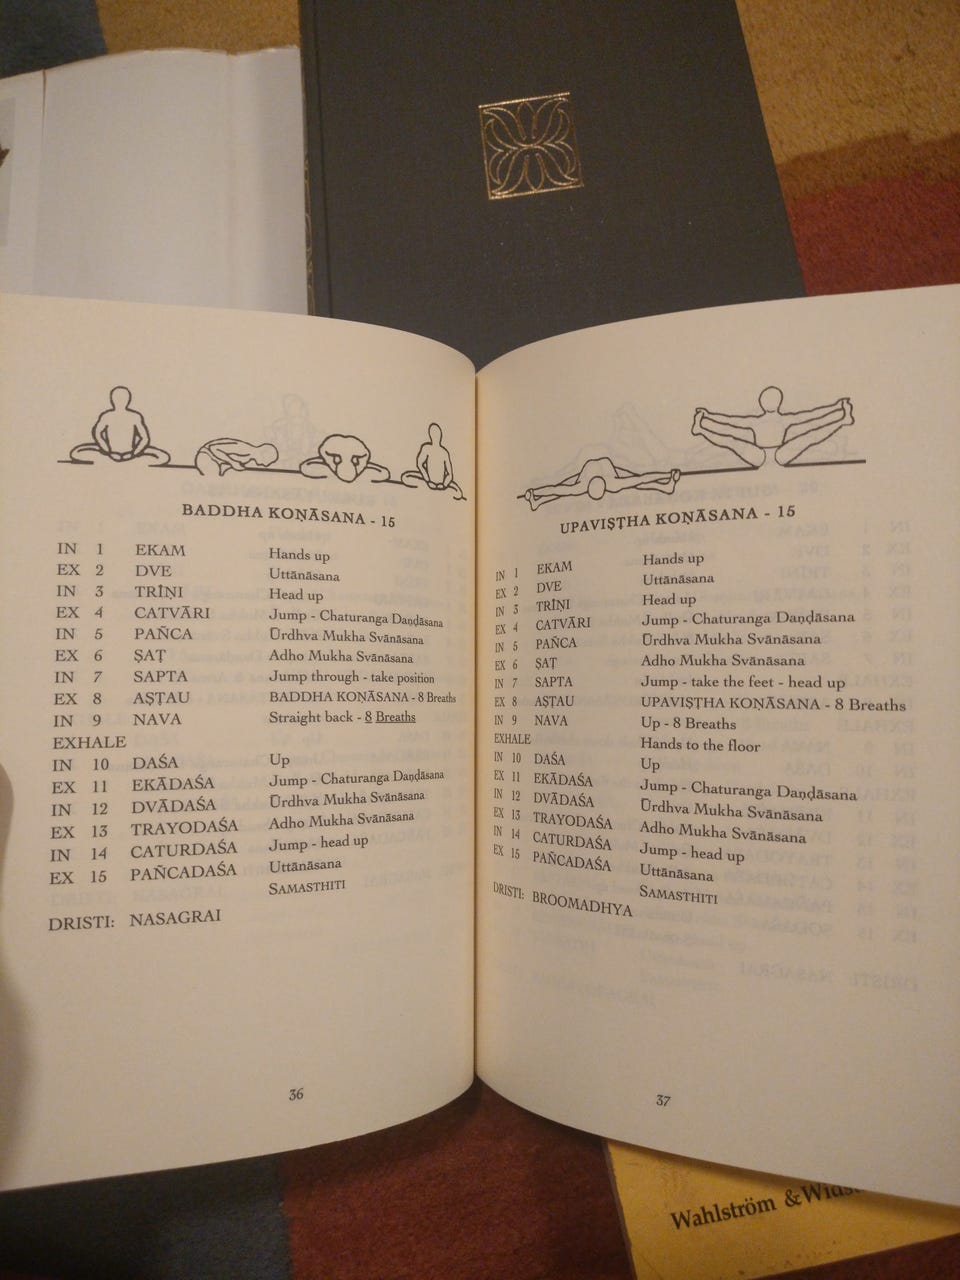 BADDHA KOṆĀSANA - 15
IN 1 EKAM Hands up
EX 2 DVE Uttānāsana
IN 3 TRĪṆI Head up
EX 4 CATVĀRI Jump - Chaturanga Daṇḍāsana
IN 5 PAÑCA Ūrdhva Mukha Svānāsana
EX 6 ṢAṬ Adho Mukha Svānāsana
IN 7 SAPTA Jump through - take position
EX 8 AṢṬAU BADDHA KOṆĀSANA - 8 Breaths
IN 9 NAVA Straight back - 8 Breaths
EXHALE
IN 10 DAŚA Up
EX 11 EKĀDAŚA Jump - Chaturanga Daṇḍāsana
IN 12 DVĀDAŚA Ūrdhva Mukha Svānāsana
EX 13 TRAYODAŚA Adho Mukha Svānāsana
IN 14 CATURDAŚA Jump - head up
EX 15 PAÑCADAŚA Uttānāsana
SAMASTHITI
DRISTI: NASAGRAI
36
UPAVIṢṬHA KOṆĀSANA - 15
IN 1 EKAM Hands up
EX 2 DVE Uttānāsana
IN 3 TRĪṆI Head up
EX 4 CATVĀRI Jump - Chaturanga Daṇḍāsana
IN 5 PAÑCA Ūrdhva Mukha Svānāsana
EX 6 ṢAṬ Adho Mukha Svānāsana
IN 7 SAPTA Jump - take the feet - head up
EX 8 AṢṬAU UPAVIṢṬHA KOṆĀSANA - 8 Breaths
IN 9 NAVA Up - 8 Breaths
EXHALE Hands to the floor
IN 10 DAŚA Up
EX 11 EKĀDAŚA Jump - Chaturanga Daṇḍāsana
IN 12 DVĀDAŚA Ūrdhva Mukha Svānāsana
EX 13 TRAYODAŚA Adho Mukha Svānāsana
IN 14 CATURDAŚA Jump - head up
EX 15 PAÑCADAŚA Uttānāsana
SAMASTHITI
DRISTI: BROOMADHYA
37
Wahlström &